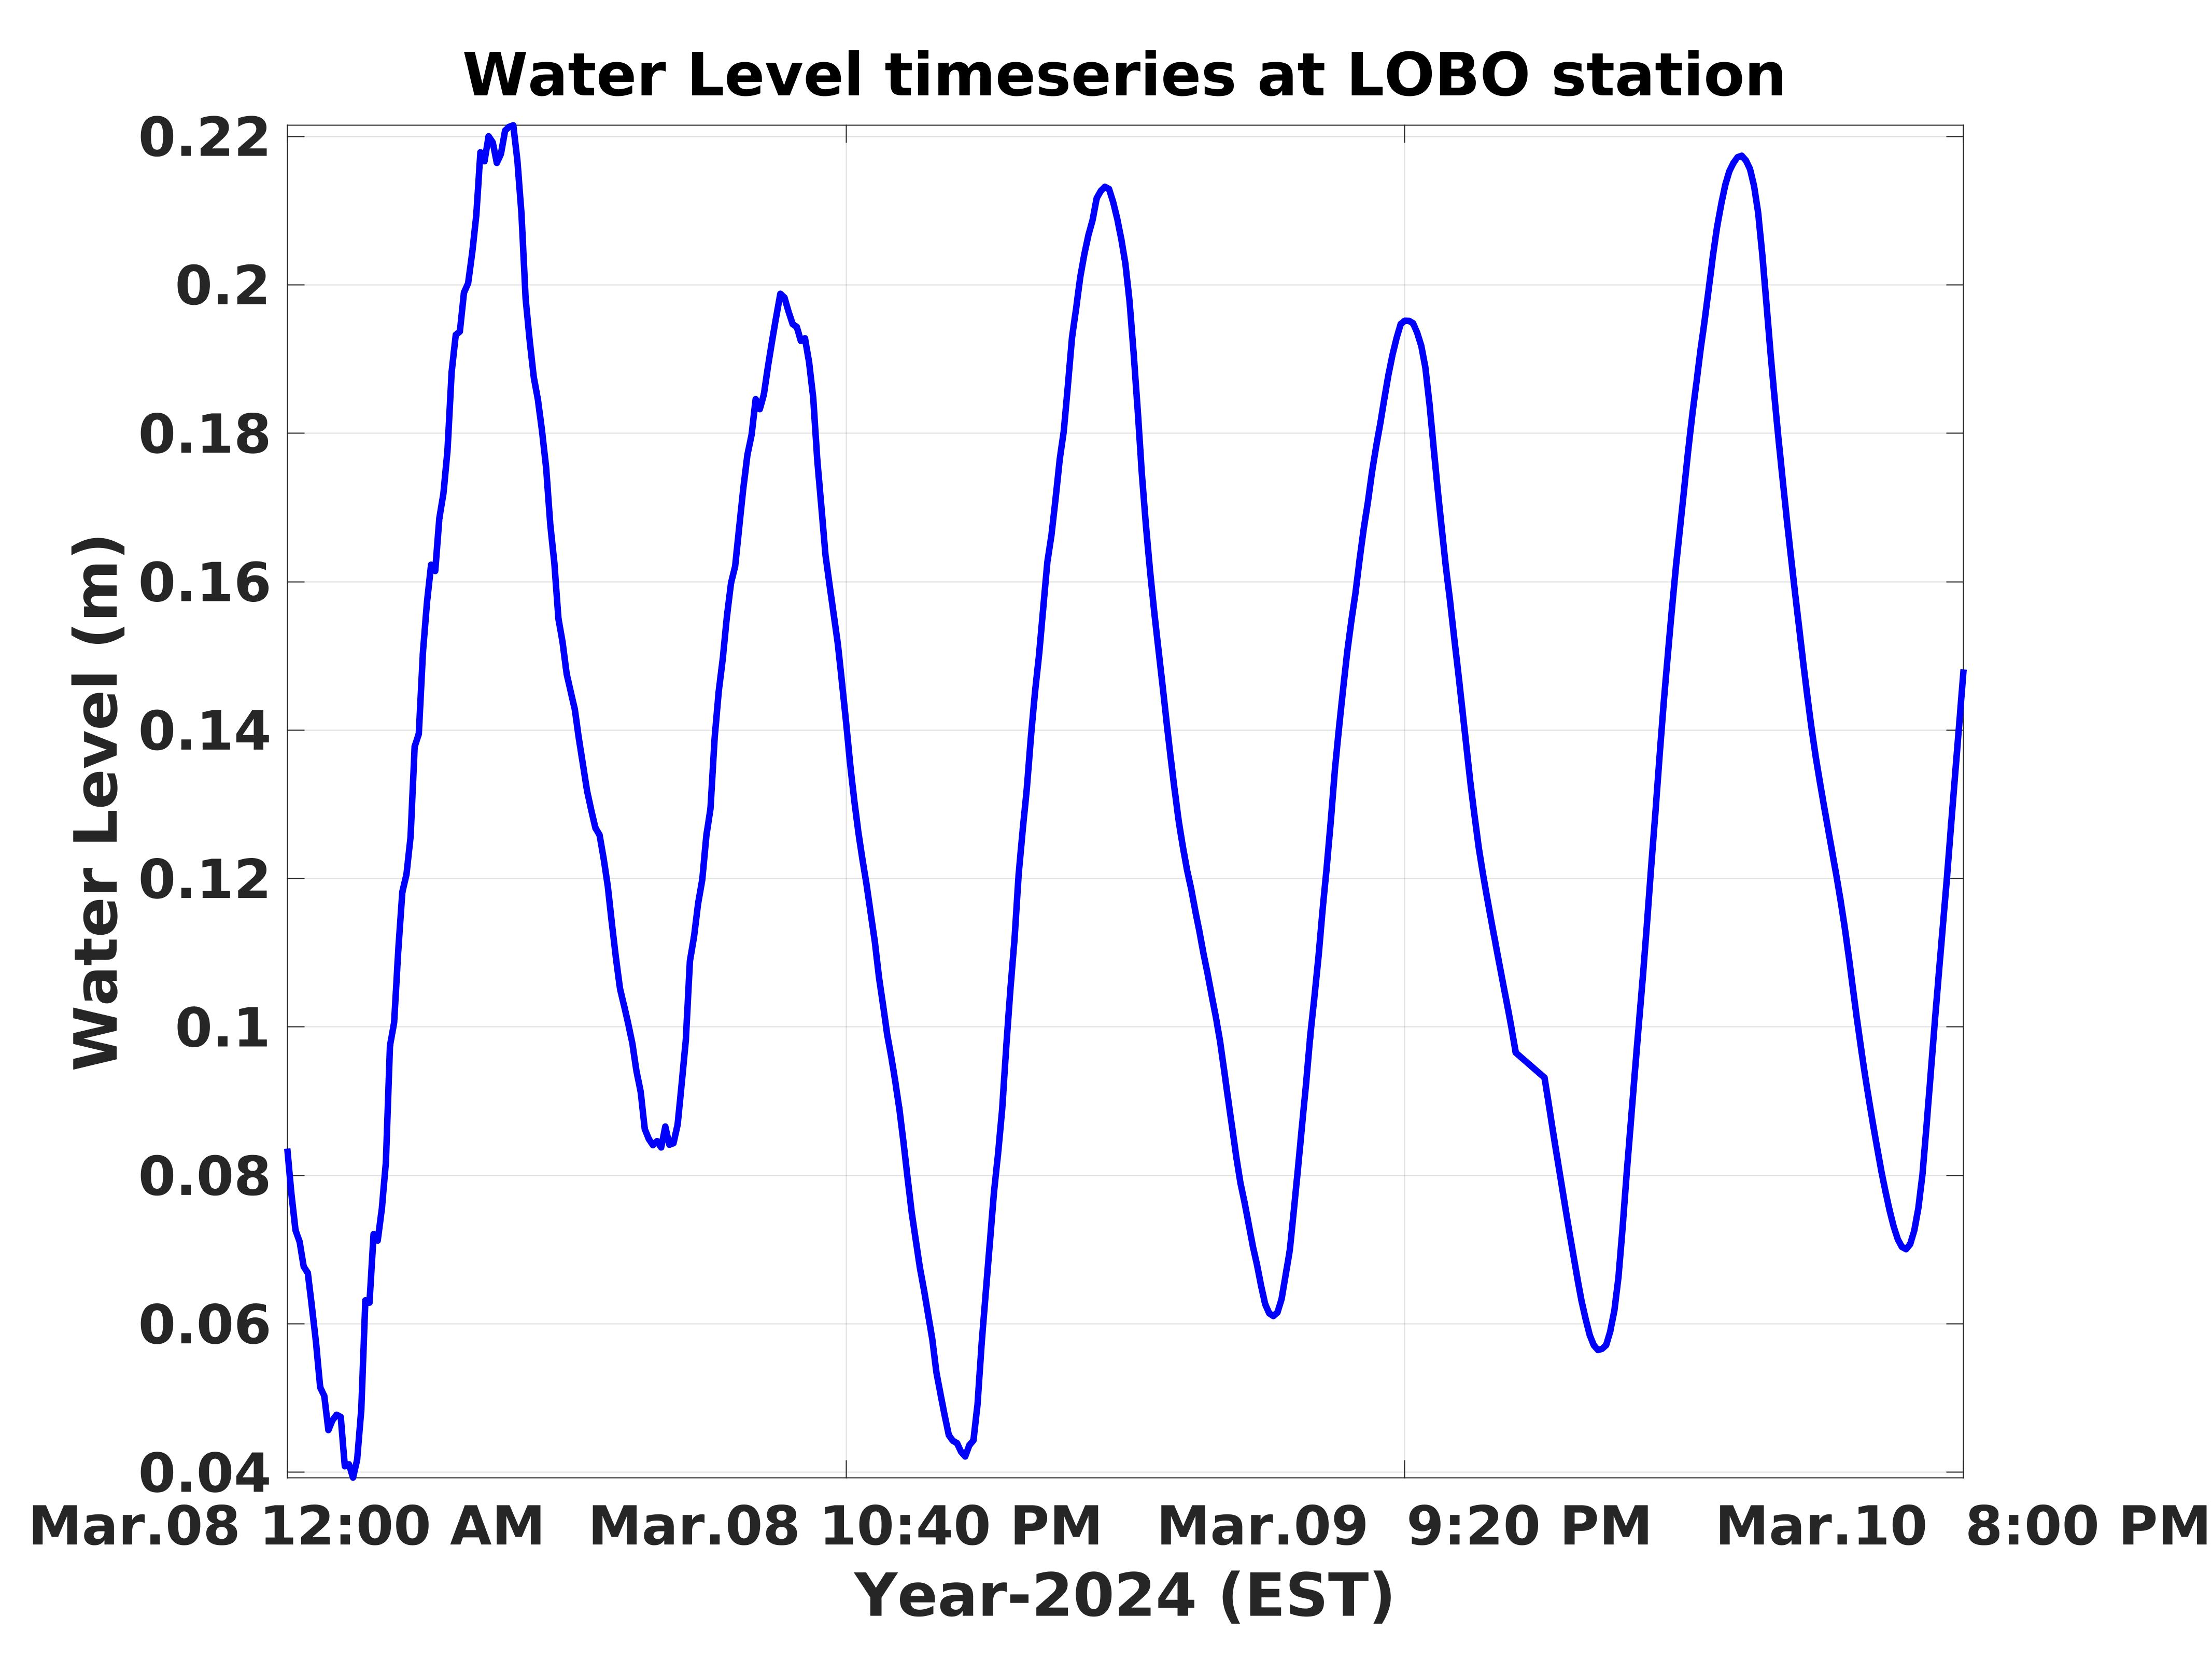 Water Level timeseries at LOBO station
0.22
0.2
0.18
0.16
0.14
0.12
0.1
0.08
0.06
0.04
Water Level (m)
Mar.08 12:00 AM Mar.08 10:40 PM Mar.09 9:20 PM Mar.10 8:00 PM
Year-2024 (EST)